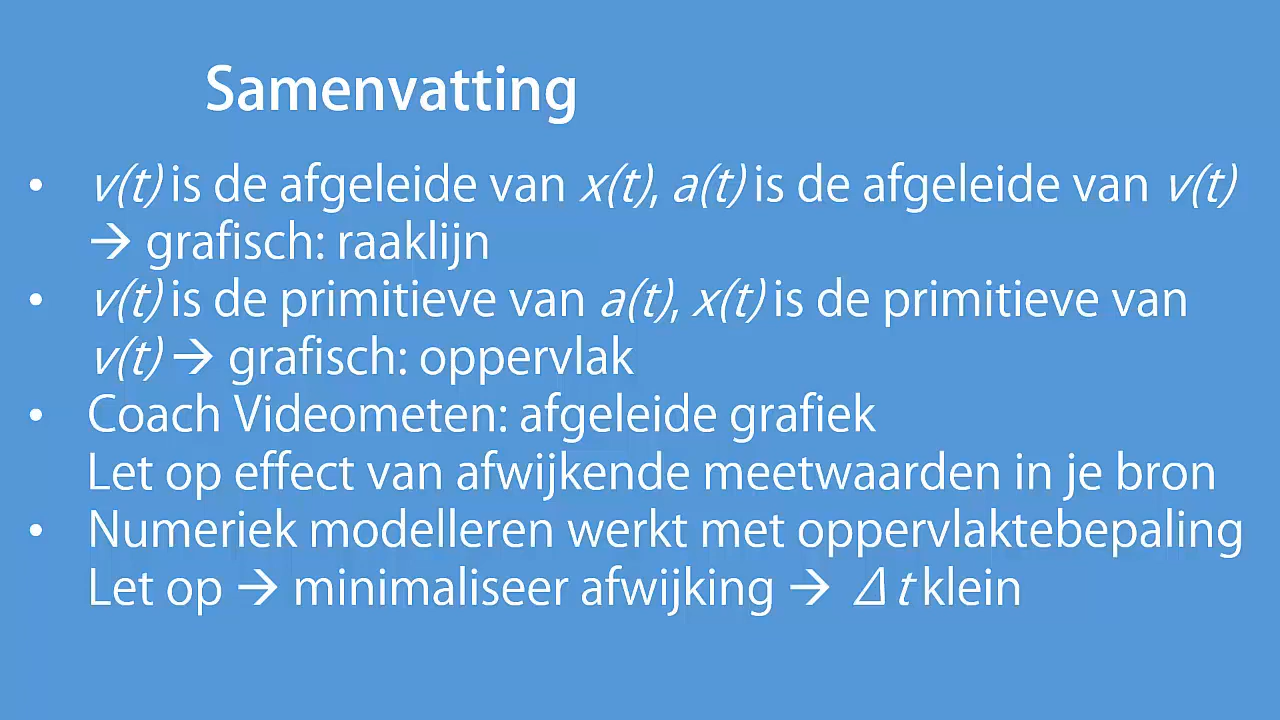 Samenvatting
• v(t) is de afgeleide van x(t), a(t) is de afgeleide van v(t)
→ grafisch: raaklijn
• v(t) is de primitieve van a(t), x(t) is de primitieve van
v(t) → grafisch: oppervlak
• Coach Videometen: afgeleide grafiek
Let op effect van afwijkende meetwaarden in je bron
• Numeriek modelleren werkt met oppervlaktebepaling
Let op → minimaliseer afwijking → Δ t klein